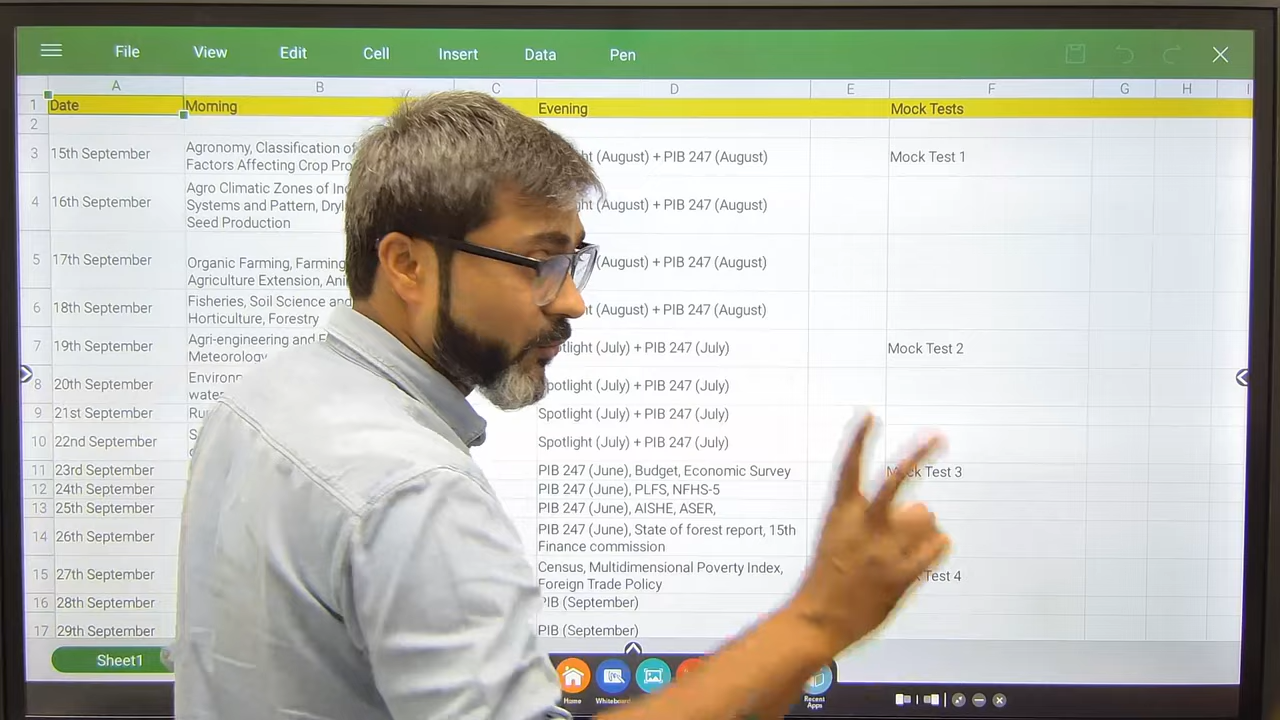 File View Edit Cell Insert Data Pen
A B C D E F G H I
1 Date Morning Evening Mock Tests
2
3 15th September Agronomy, Classification of (August) + PIB 247 (August) Mock Test 1
Factors Affecting Crop
4 16th September Agro Climatic Zones of (August) + PIB 247 (August)
Systems and Pattern,
Seed Production
5 17th September Organic Farming, Farming August) + PIB 247 (August)
Agriculture Extension,
6 18th September Fisheries, Soil Science and (August) + PIB 247 (August)
Horticulture, Forestry
7 19th September Agri-engineering and (July) + PIB 247 (July) Mock Test 2
Meteorology
8 20th September (July) + PIB 247 (July)
9 21st September Spotlight (July) + PIB 247 (July)
10 22nd September Spotlight (July) + PIB 247 (July)
11 23rd September PIB 247 (June), Budget, Economic Survey Mock Test 3
12 24th September PIB 247 (June), PLFS, NFHS-5
13 25th September PIB 247 (June), AISHE, ASER,
14 26th September PIB 247 (June), State of forest report, 15th
Finance commission
15 27th September Census, Multidimensional Poverty Index, Test 4
Foreign Trade Policy
16 28th September PIB (September)
17 29th September PIB (September)
Sheet1
Home Whiteboard Recent
Apps